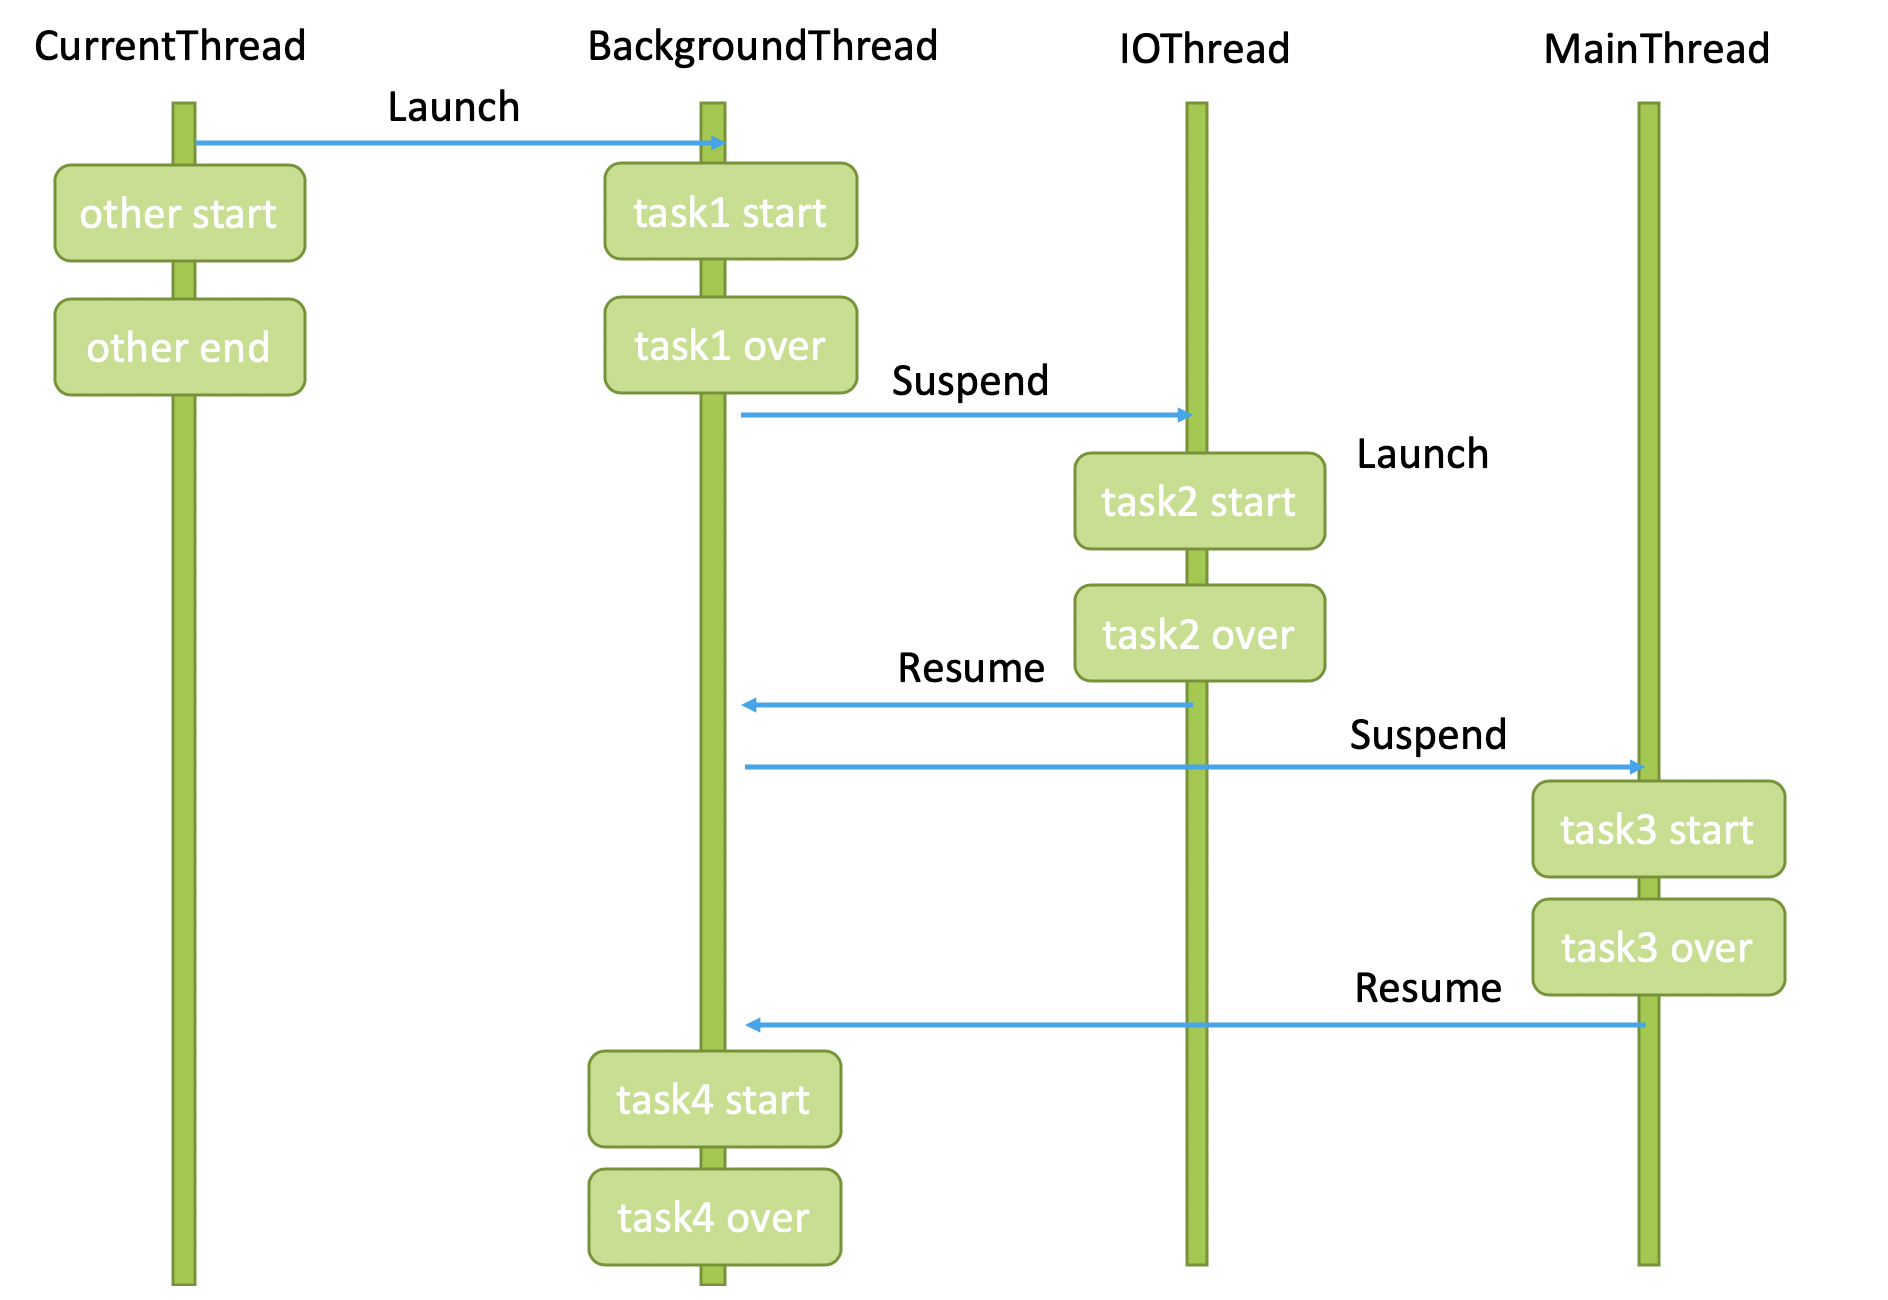 CurrentThread
BackgroundThread
IOThread
MainThread
Launch
other start
task1 start
other end
task1 over
Suspend
Launch
task2 start
task2 over
Resume
Suspend
task3 start
task3 over
Resume
task4 start
task4 over